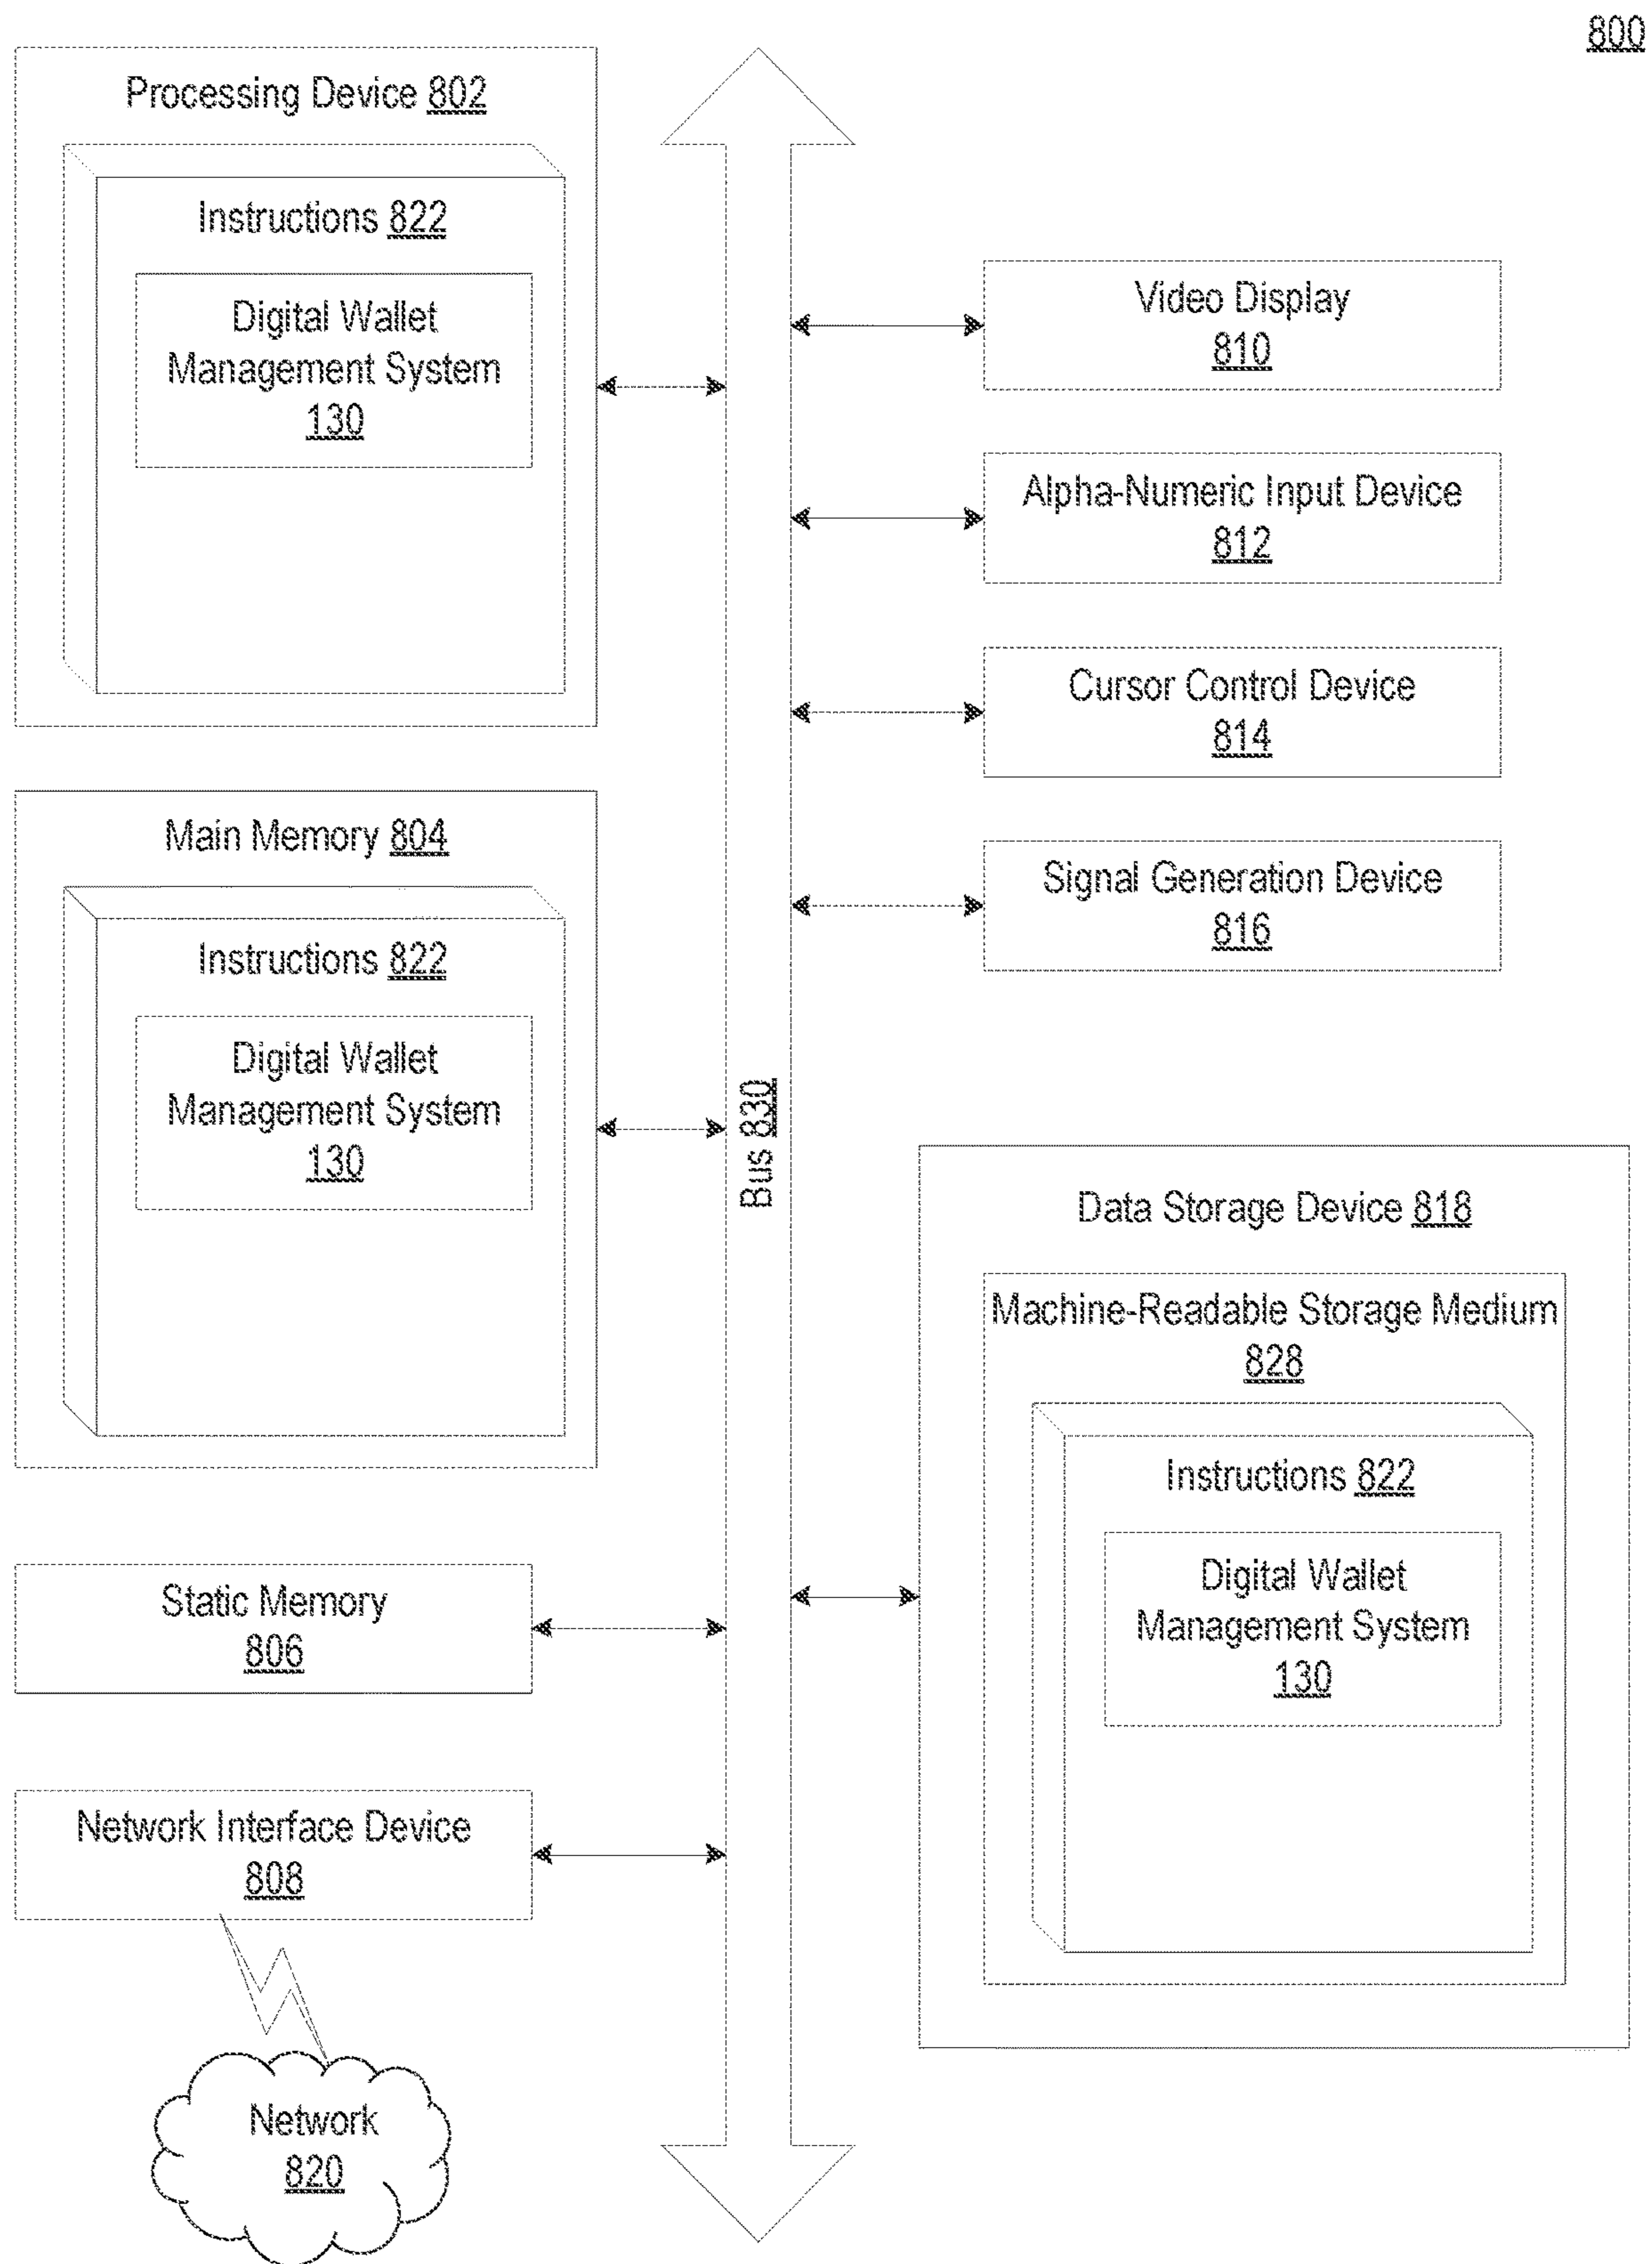 800
Processing Device 802
Instructions 822
Digital Wallet
Management System
130
Main Memory 804
Instructions 822
Digital Wallet
Management System
130
Static Memory
806
Network Interface Device
808
Network
820
Bus 830
Video Display
810
Alpha-Numeric Input Device
812
Cursor Control Device
814
Signal Generation Device
816
Data Storage Device 818
Machine-Readable Storage Medium
828
Instructions 822
Digital Wallet
Management System
130